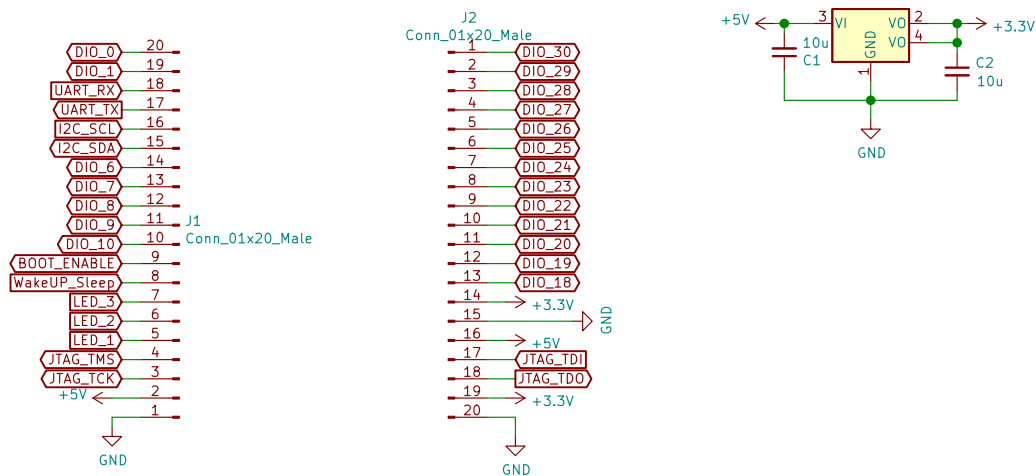 DIO_0 20
DIO_1 19
UART_RX 18
UART_TX 17
I2C_SCL 16
I2C_SDA 15
DIO_6 14
DIO_7 13
DIO_8 12
DIO_9 11
DIO_10 10
BOOT_ENABLE 9
WakeUP_Sleep 8
LED_3 7
LED_2 6
LED_1 5
JTAG_TMS 4
JTAG_TCK 3
+5V 2
1
GND
J1
Conn_01x20_Male
J2
Conn_01x20_Male
1 DIO_30
2 DIO_29
3 DIO_28
4 DIO_27
5 DIO_26
6 DIO_25
7 DIO_24
8 DIO_23
9 DIO_22
10 DIO_21
11 DIO_20
12 DIO_19
13 DIO_18
14 +3.3V
15 GND
16 +5V
17 JTAG_TDI
18 JTAG_TDO
19 +3.3V
20
GND
+5V 3 VI VO 2 +3.3V
VO 4
GND
1
10u
C1
C2
10u
GND